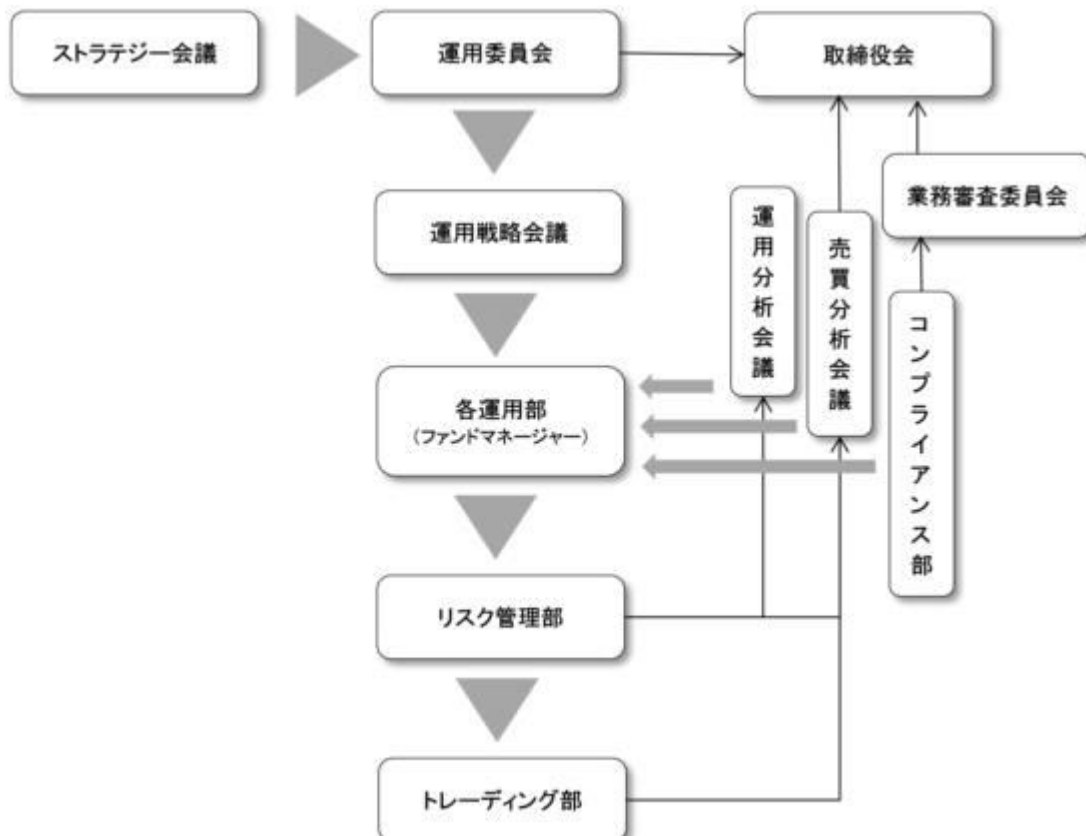 ストラテジー会議
運用委員会
取締役会
業務審査委員会
運用戦略会議
運用分析会議
売買分析会議
コンプライアンス部
各運用部
（ファンドマネージャー）
リスク管理部
トレーディング部